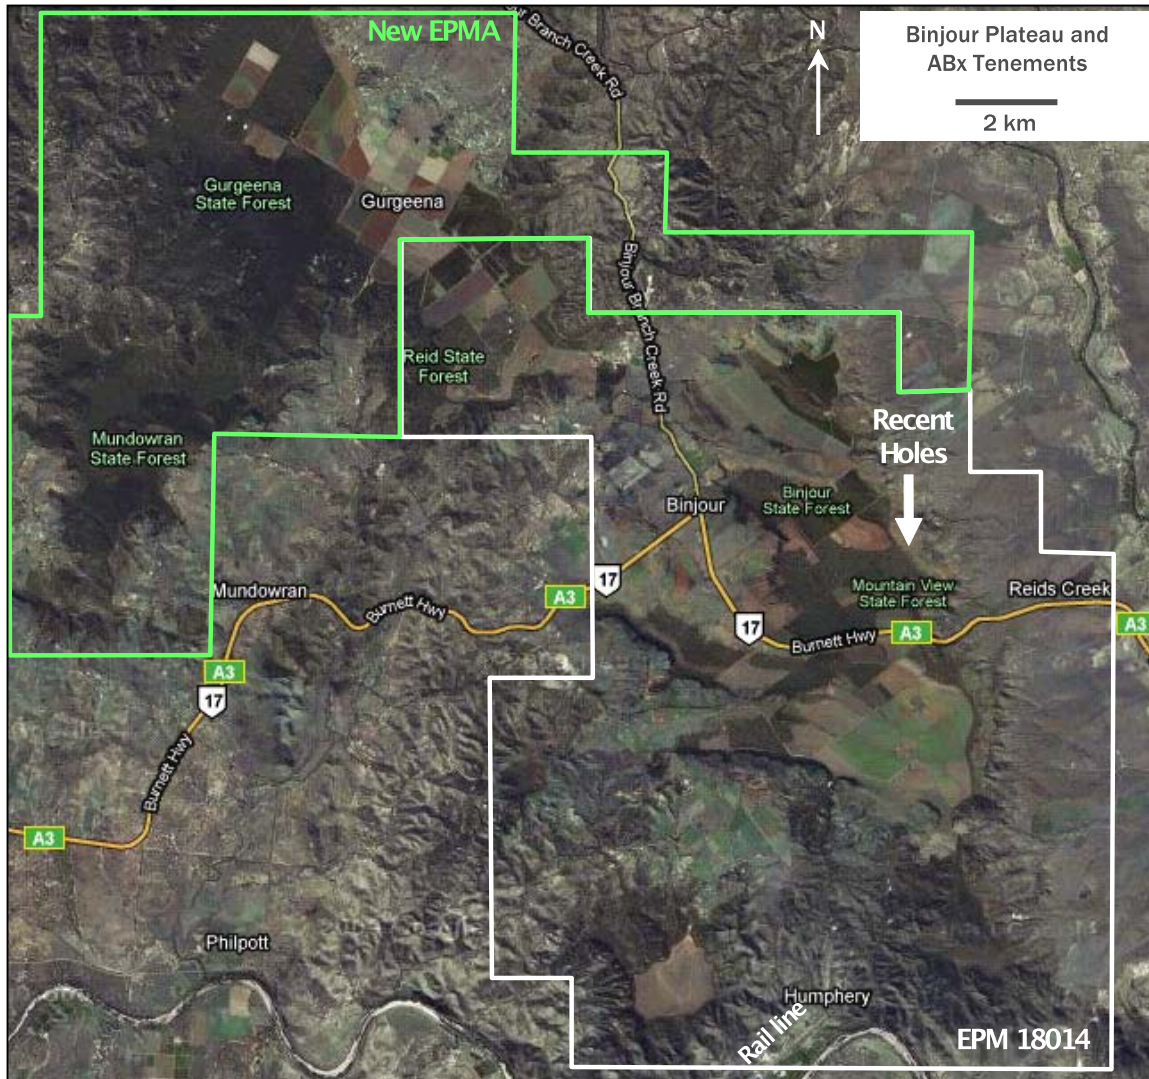 New EPMA
ur Branch Creek Rd
N
Binjour Plateau and
ABx Tenements
2 km
Gurgeena
State Forest
Gurgeena
Binjour Branch Creek Rd
Reid State
Forest
Recent
Holes
Mundowran
State Forest
Binjour
State Forest
Binjour
Mundowran
17
A3
Burnett Hwy
Mountain View
State Forest
Reids Creek
17
Burnett Hwy
A3
A3
A3
17
Burnett Hwy
A3
Philpott
Humphery
Rail line
EPM 18014